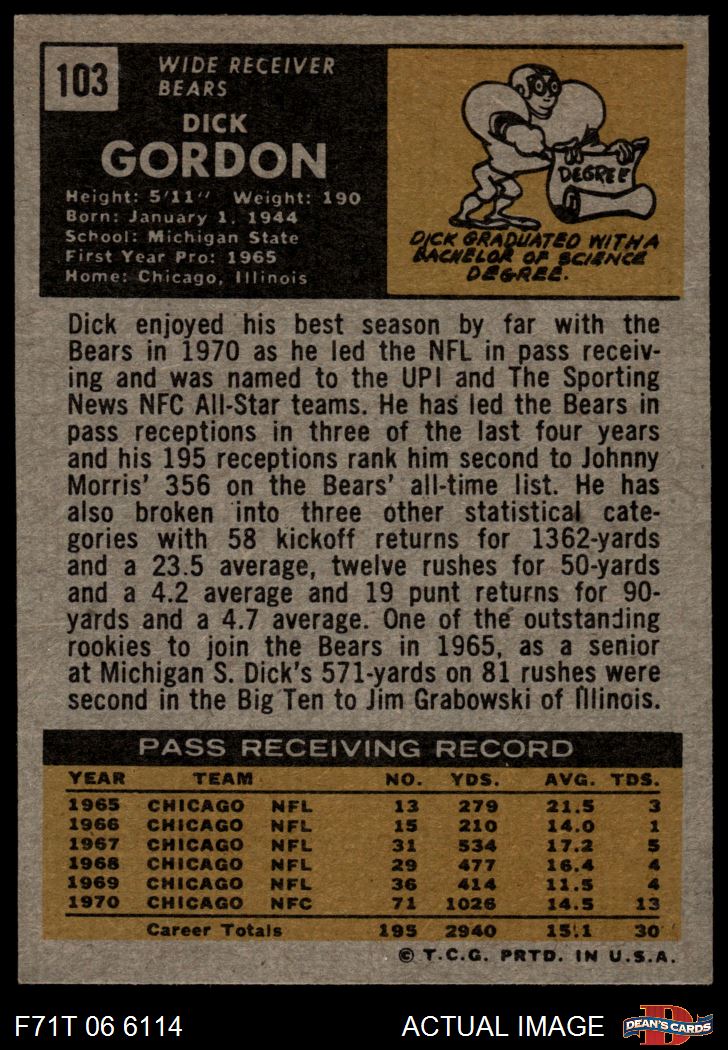 103
WIDE RECEIVER
BEARS
DICK
GORDON
Height: 5'11" Weight: 190
Born: January 1, 1944
School: Michigan State
First Year Pro: 1965
Home: Chicago, Illinois
DEGREE
DICK GRADUATED WITH A
BACHELOR OF SCIENCE
DEGREE.
Dick enjoyed his best season by far with the
Bears in 1970 as he led the NFL in pass receiv-
ing and was named to the UPI and The Sporting
News NFC All-Star teams. He has led the Bears in
pass receptions in three of the last four years
and his 195 receptions rank him second to Johnny
Morris' 356 on the Bears' all-time list. He has
also broken into three other statistical cate-
gories with 58 kickoff returns for 1362-yards
and a 23.5 average, twelve rushes for 50-yards
and a 4.2 average and 19 punt returns for 90-
yards and a 4.7 average. One of the outstanding
rookies to join the Bears in 1965, as a senior
at Michigan S. Dick's 571-yards on 81 rushes were
second in the Big Ten to Jim Grabowski of Illinois.
PASS RECEIVING RECORD
YEAR TEAM NO. YDS. AVG. TDS.
1965 CHICAGO NFL 13 279 21.5 3
1966 CHICAGO NFL 15 210 14.0 1
1967 CHICAGO NFL 31 534 17.2 5
1968 CHICAGO NFL 29 477 16.4 4
1969 CHICAGO NFL 36 414 11.5 4
1970 CHICAGO NFC 71 1026 14.5 13
Career Totals 195 2940 15.1 30
© T.C.G. PRTD. IN U.S.A.
F71T 06 6114 ACTUAL IMAGE
D
DEAN'S CARDS